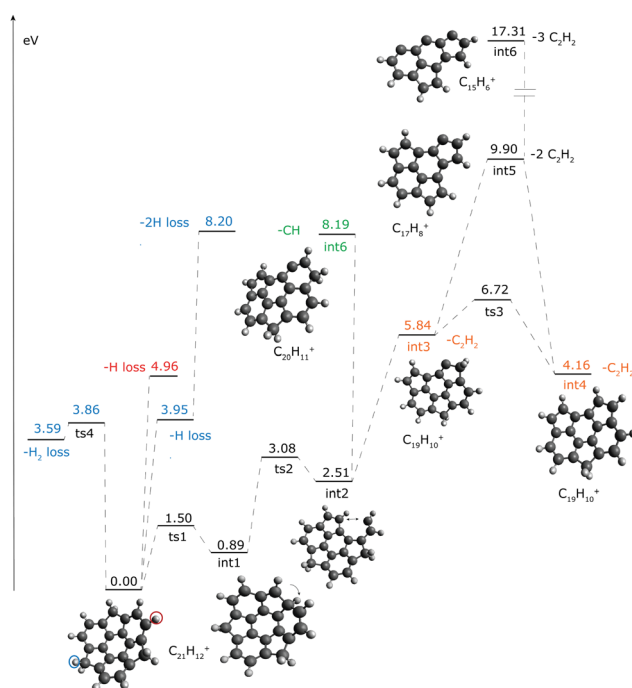 eV
17.31 -3 C₂H₂
int6
C₁₅H₆⁺
9.90 -2 C₂H₂
int5
C₁₇H₈⁺
-2H loss 8.20
-CH 8.19
int6
C₂₀H₁₁⁺
6.72
ts3
5.84
int3 -C₂H₂
C₁₉H₁₀⁺
4.16
int4 -C₂H₂
C₁₉H₁₀⁺
-H loss 4.96
3.59 3.86
-H₂ loss ts4
3.95
-H loss
3.08
ts2
2.51
int2
1.50
ts1
0.89
int1
0.00
C₂₁H₁₂⁺